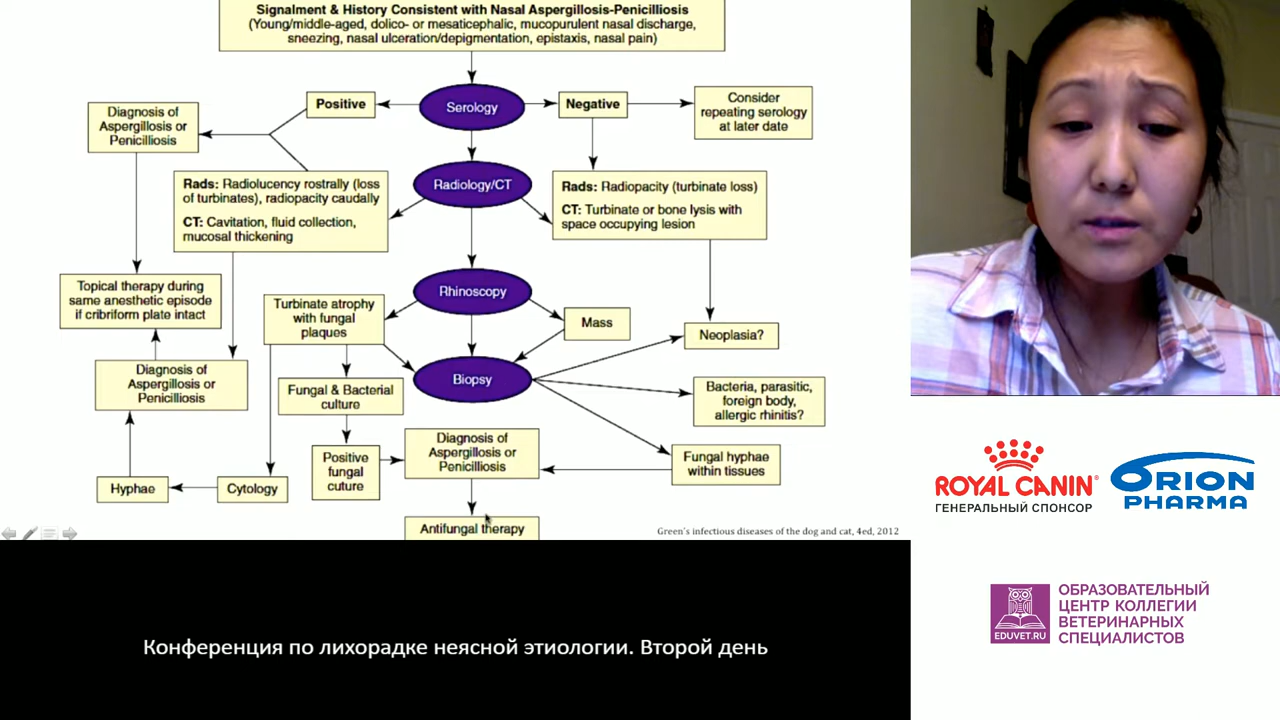 Signalment & History Consistent with Nasal Aspergillosis-Penicilliosis
(Young/middle-aged, dolico- or mesaticephalic, mucopurulent nasal discharge,
sneezing, nasal ulceration/depigmentation, epistaxis, nasal pain)
Diagnosis of
Aspergillosis or
Penicilliosis
Positive
Serology
Negative
Consider
repeating serology
at later date
Rads: Radiolucency rostrally (loss
of turbinates), radiopacity caudally
CT: Cavitation, fluid collection,
mucosal thickening
Radiology/CT
Rads: Radiopacity (turbinate loss)
CT: Turbinate or bone lysis with
space occupying lesion
Topical therapy during
same anesthetic episode
if cribriform plate intact
Turbinate atrophy
with fungal
plaques
Rhinoscopy
Mass
Neoplasia?
Diagnosis of
Aspergillosis or
Penicilliosis
Fungal & Bacterial
culture
Biopsy
Bacteria, parasitic,
foreign body,
allergic rhinitis?
Hyphae
Cytology
Positive
fungal
cuture
Diagnosis of
Aspergillosis or
Penicilliosis
Fungal hyphae
within tissues
Antifungal therapy
Green's infectious diseases of the dog and cat, 4ed, 2012
Конференция по лихорадке неясной этиологии. Второй день
ROYAL CANIN®
ГЕНЕРАЛЬНЫЙ СПОНСОР
ORION
PHARMA
EDUVET.RU
ОБРАЗОВАТЕЛЬНЫЙ
ЦЕНТР КОЛЛЕГИИ
ВЕТЕРИНАРНЫХ
СПЕЦИАЛИСТОВ